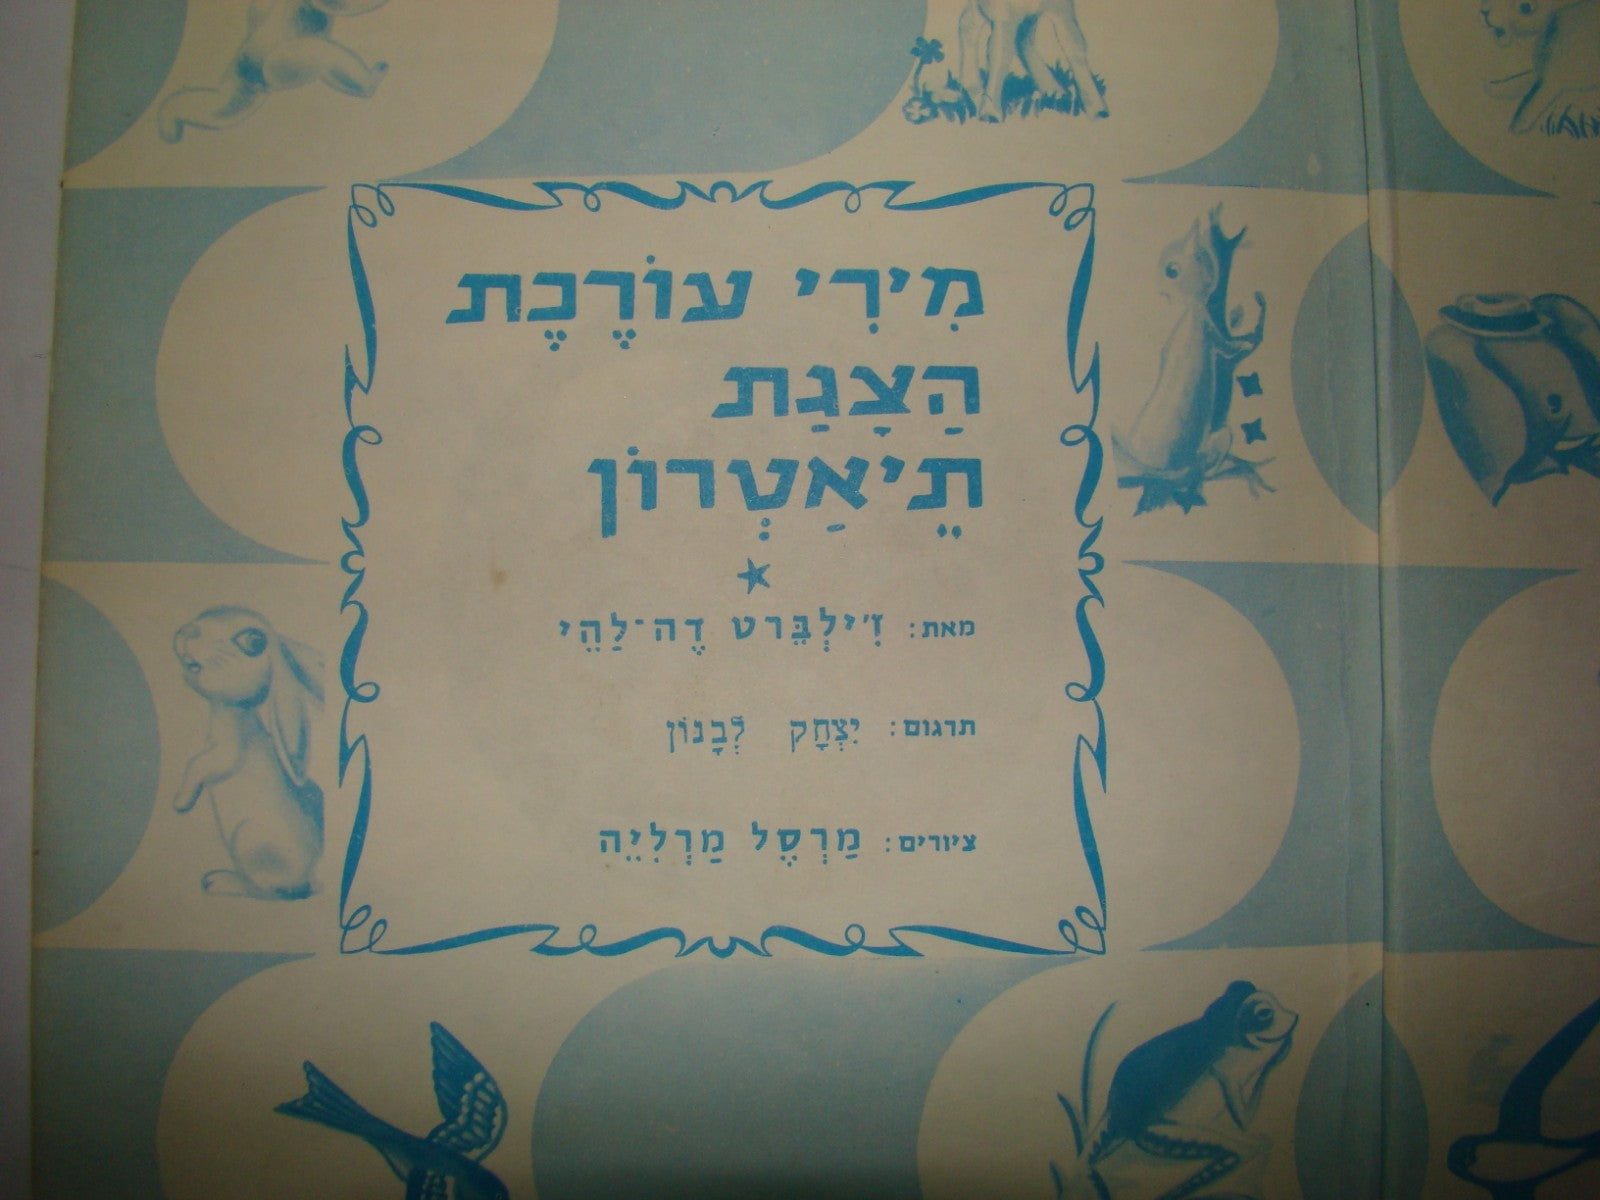 מִירִי עוֹרֶכֶת
הַצָגַת
תֵיאַטְרוֹן
מאת: זִ'ילְבֵּרט דֶה־לַהֵי
תרגום: יִצְחָק לְבָנוֹן
ציורים: מַרְסֶל מַרְלִיֵה